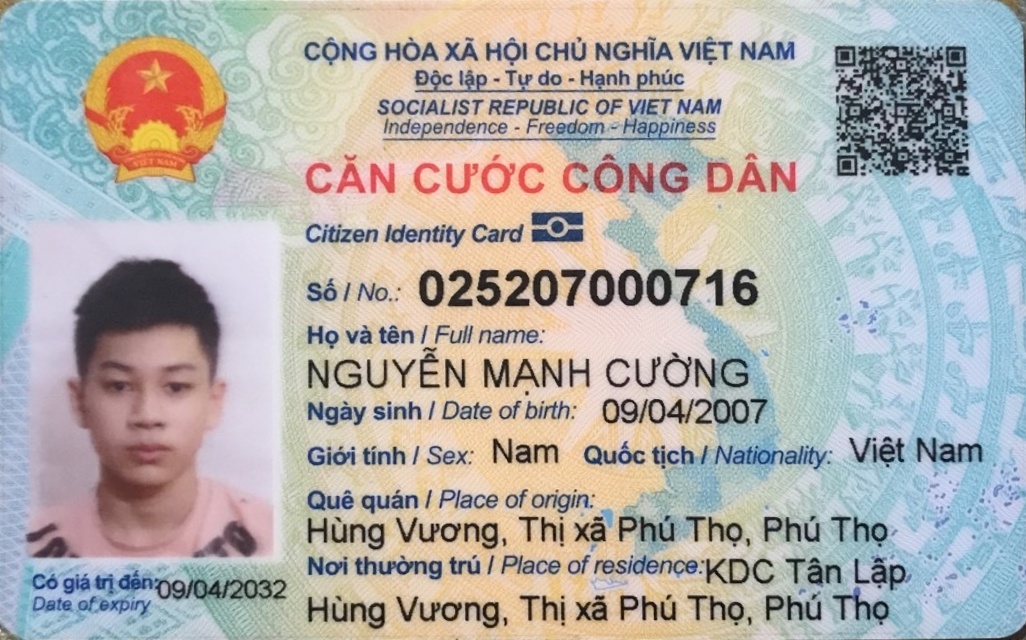 CỘNG HÒA XÃ HỘI CHỦ NGHĨA VIỆT NAM
Độc lập - Tự do - Hạnh phúc
SOCIALIST REPUBLIC OF VIET NAM
Independence - Freedom - Happiness
CĂN CƯỚC CÔNG DÂN
Citizen Identity Card
Số / No.: 025207000716
Họ và tên / Full name:
NGUYỄN MẠNH CƯỜNG
Ngày sinh / Date of birth: 09/04/2007
Giới tính / Sex: Nam Quốc tịch / Nationality: Việt Nam
Quê quán / Place of origin:
Hùng Vương, Thị xã Phú Thọ, Phú Thọ
Nơi thường trú / Place of residence: KDC Tân Lập
Hùng Vương, Thị xã Phú Thọ, Phú Thọ
Có giá trị đến: 09/04/2032
Date of expiry
VIỆT NAM